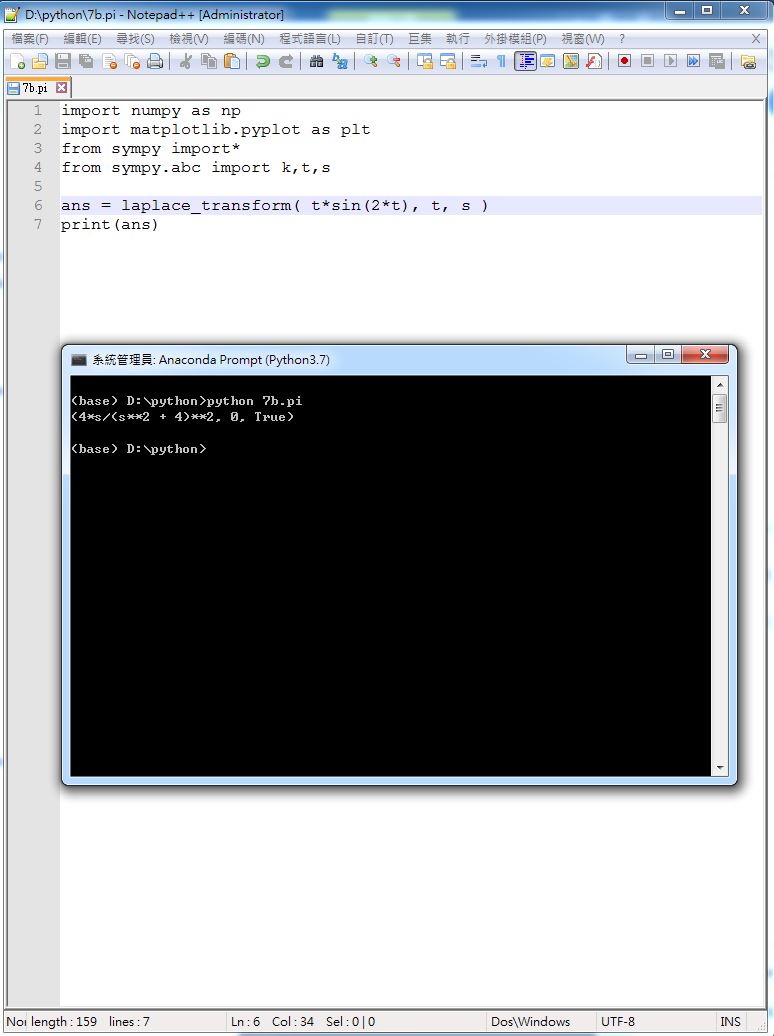 D:\python\7b.pi - Notepad++ [Administrator]
檔案(F) 編輯(E) 尋找(S) 檢視(V) 編碼(N) 程式語言(L) 自訂(T) 巨集 執行 外掛模組(P) 視窗(W) ? X
7b.pi
1 import numpy as np
2 import matplotlib.pyplot as plt
3 from sympy import*
4 from sympy.abc import k,t,s
5
6 ans = laplace_transform( t*sin(2*t), t, s )
7 print(ans)
系統管理員: Anaconda Prompt (Python3.7)
(base) D:\python>python 7b.pi
(4*s/(s**2 + 4)**2, 0, True)
(base) D:\python>
Nor length : 159 lines : 7 Ln : 6 Col : 34 Sel : 0 | 0 Dos\Windows UTF-8 INS